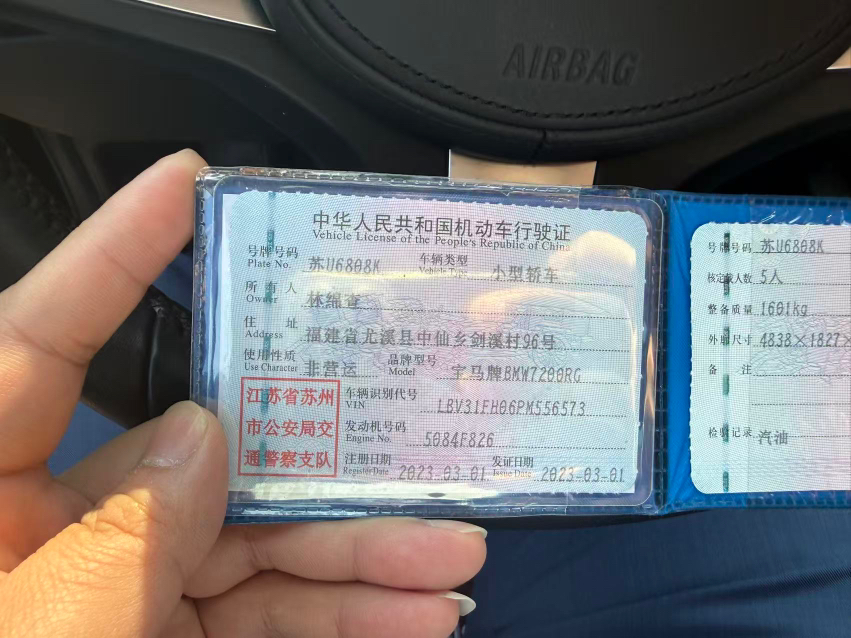 AIRBAG
中华人民共和国机动车行驶证
Vehicle License of the People's Republic of China
号牌号码 苏U6808K 车辆类型 小型轿车
Plate No. Vehicle Type
所有人 林绵
Owner
住址 福建省尤溪县中仙乡剑溪村96号
Address
使用性质 非营运 品牌型号 宝马牌BMW7200RG
Use Character Model
江苏省苏州
市公安局交
通警察支队
车辆识别代号 LBV31FH06PM556573
VIN
发动机号码 5084F826
Engine No.
注册日期 2023-03-01 发证日期 2023-03-01
Register Date Issue Date
号牌号码 苏U6808K
核定载人数 5人
整备质量 1601kg
外廓尺寸 4838×1827×
备注
检验记录 汽油